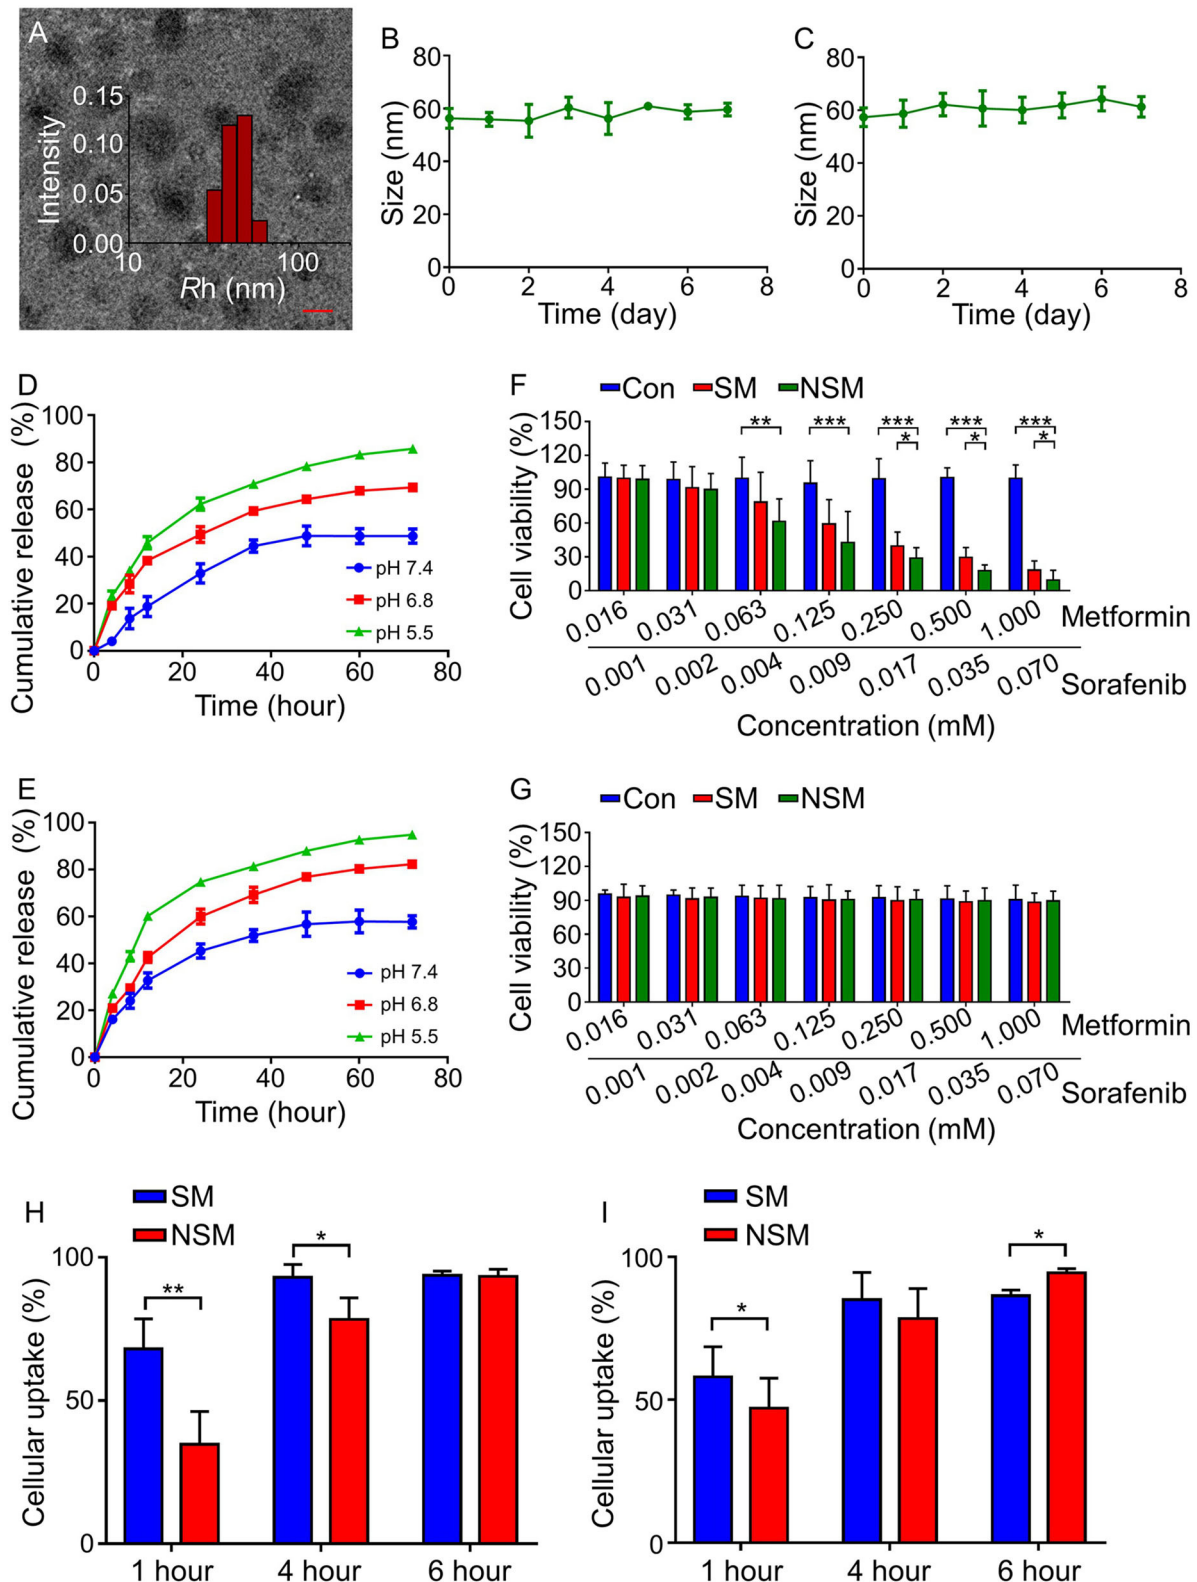 A
Intensity
0.15
0.10
0.05
0.00
10
100
Rh (nm)
B
Size (nm)
80
60
40
20
0
0 2 4 6 8
Time (day)
C
Size (nm)
80
60
40
20
0
0 2 4 6 8
Time (day)
D
Cumulative release (%)
100
80
60
40
20
0
0 20 40 60 80
Time (hour)
pH 7.4
pH 6.8
pH 5.5
F
Con SM NSM
Cell viability (%)
150
120
90
60
30
0
** *** *** *** ***
* * *
0.016 0.031 0.063 0.125 0.250 0.500 1.000 Metformin
0.001 0.002 0.004 0.009 0.017 0.035 0.070 Sorafenib
Concentration (mM)
E
Cumulative release (%)
100
80
60
40
20
0
0 20 40 60 80
Time (hour)
pH 7.4
pH 6.8
pH 5.5
G
Con SM NSM
Cell viability (%)
150
120
90
60
30
0
0.016 0.031 0.063 0.125 0.250 0.500 1.000 Metformin
0.001 0.002 0.004 0.009 0.017 0.035 0.070 Sorafenib
Concentration (mM)
H
SM
NSM
Cellular uptake (%)
100
50
0
**
*
1 hour 4 hour 6 hour
I
SM
NSM
Cellular uptake (%)
100
50
0
*
*
1 hour 4 hour 6 hour